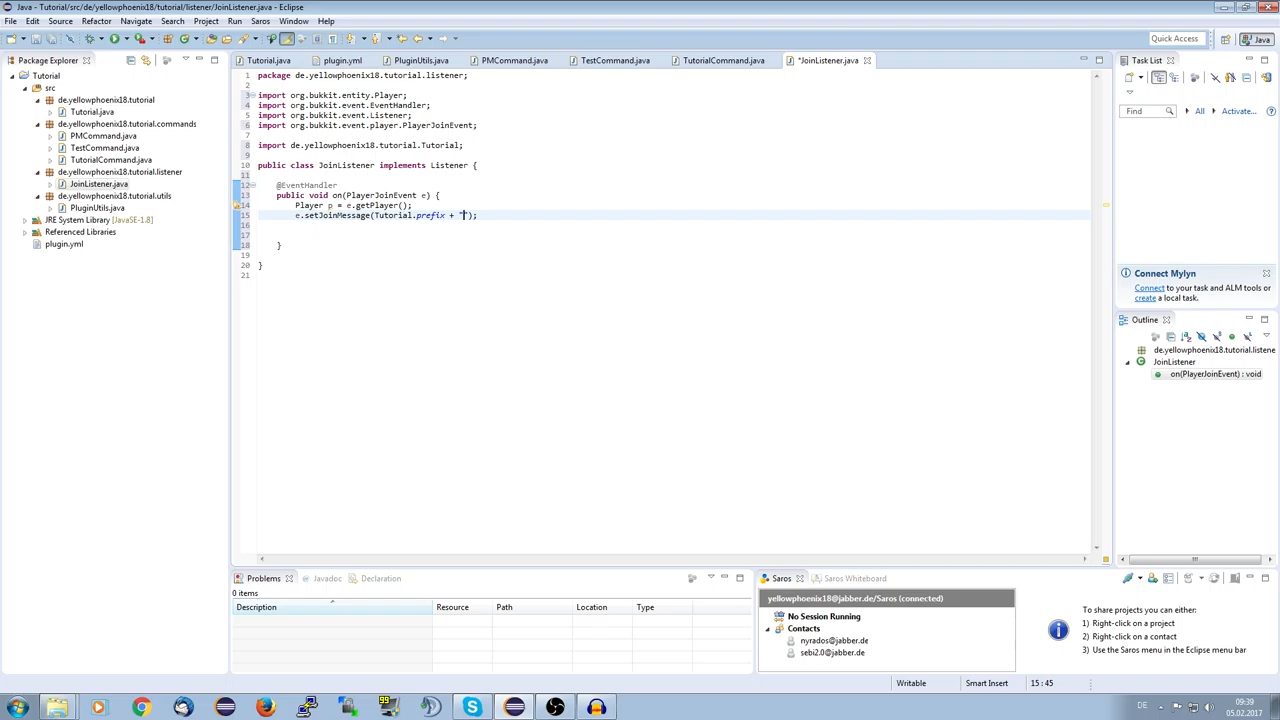 Java - Tutorial/src/de/yellowphoenix18/tutorial/listener/JoinListener.java - Eclipse
File Edit Source Refactor Navigate Search Project Run Saros Window Help
Quick Access
Java
Package Explorer
Tutorial
src
de.yellowphoenix18.tutorial
Tutorial.java
de.yellowphoenix18.tutorial.commands
PMCommand.java
TestCommand.java
TutorialCommand.java
de.yellowphoenix18.tutorial.listener
JoinListener.java
de.yellowphoenix18.tutorial.utils
PluginUtils.java
JRE System Library [JavaSE-1.8]
Referenced Libraries
plugin.yml
Tutorial.java plugin.yml PluginUtils.java PMCommand.java TestCommand.java TutorialCommand.java *JoinListener.java
1 package de.yellowphoenix18.tutorial.listener;
2
3 import org.bukkit.entity.Player;
4 import org.bukkit.event.EventHandler;
5 import org.bukkit.event.Listener;
6 import org.bukkit.event.player.PlayerJoinEvent;
7
8 import de.yellowphoenix18.tutorial.Tutorial;
9
10 public class JoinListener implements Listener {
11
12 @EventHandler
13 public void on(PlayerJoinEvent e) {
14 Player p = e.getPlayer();
15 e.setJoinMessage(Tutorial.prefix + "");
16
17
18 }
19
20 }
21
Task List
Find All Activate...
Connect Mylyn
Connect to your task and ALM tools or
create a local task.
Outline
de.yellowphoenix18.tutorial.listene
JoinListener
on(PlayerJoinEvent) : void
Problems Javadoc Declaration
0 items
Description Resource Path Location Type
Saros Saros Whiteboard
yellowphoenix18@jabber.de/Saros (connected)
No Session Running
Contacts
nyrados@jabber.de
sebi2.0@jabber.de
To share projects you can either:
1) Right-click on a project
2) Right-click on a contact
3) Use the Saros menu in the Eclipse menu bar
Writable Smart Insert 15 : 45
99
DE
09:39
05.02.2017